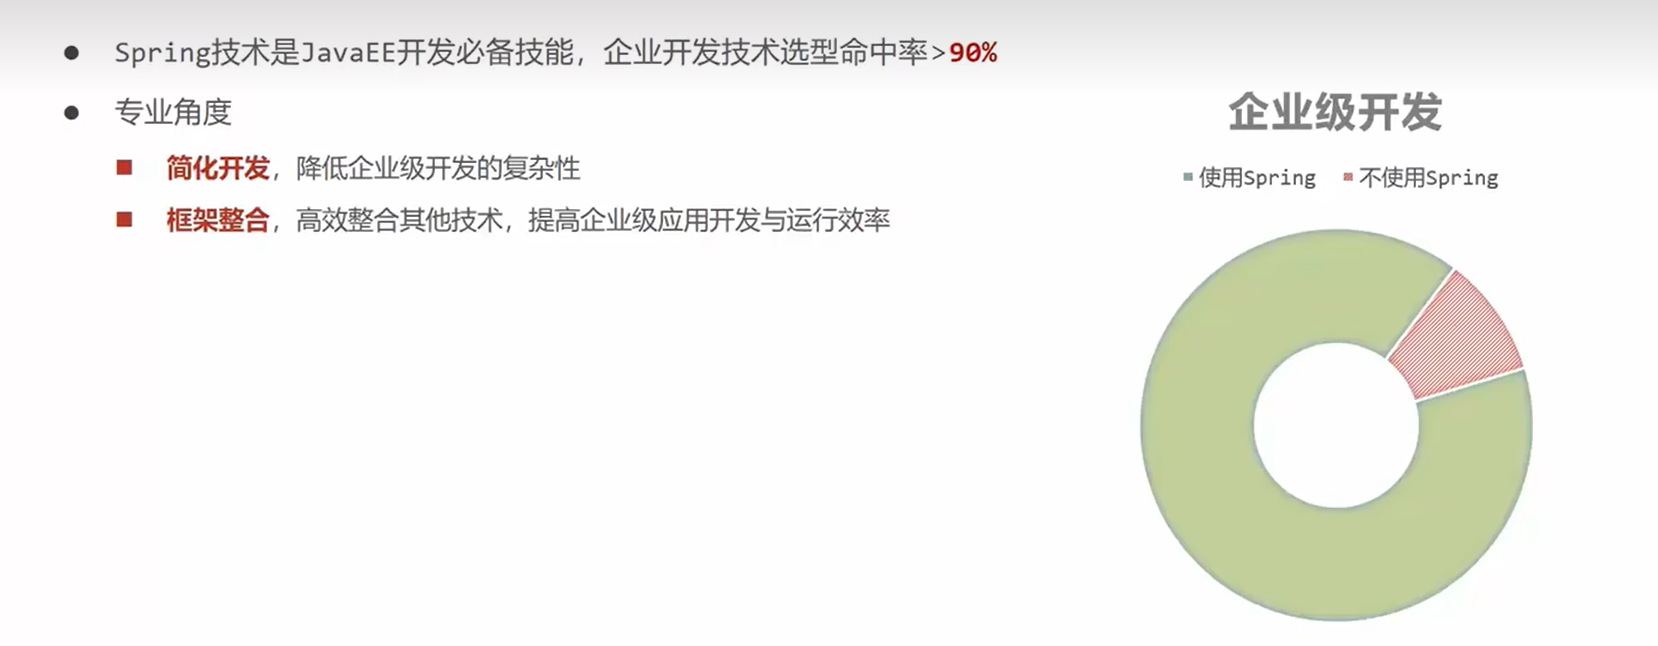 Spring技术是JavaEE开发必备技能，企业开发技术选型命中率>90%
专业角度
简化开发，降低企业级开发的复杂性
框架整合，高效整合其他技术，提高企业级应用开发与运行效率
企业级开发
使用Spring 不使用Spring